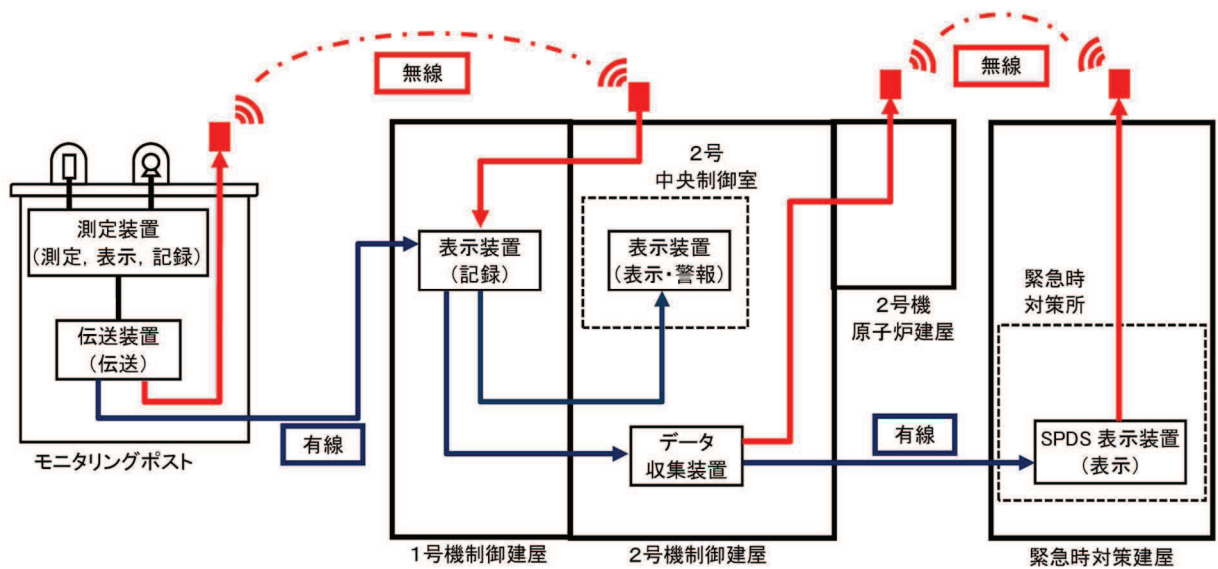 無線
無線
2号
中央制御室
測定装置
(測定, 表示, 記録)
表示装置
(記録)
表示装置
(表示・警報)
緊急時
対策所
2号機
原子炉建屋
伝送装置
(伝送)
有線
モニタリングポスト
データ
収集装置
有線
SPDS 表示装置
(表示)
1号機制御建屋
2号機制御建屋
緊急時対策建屋